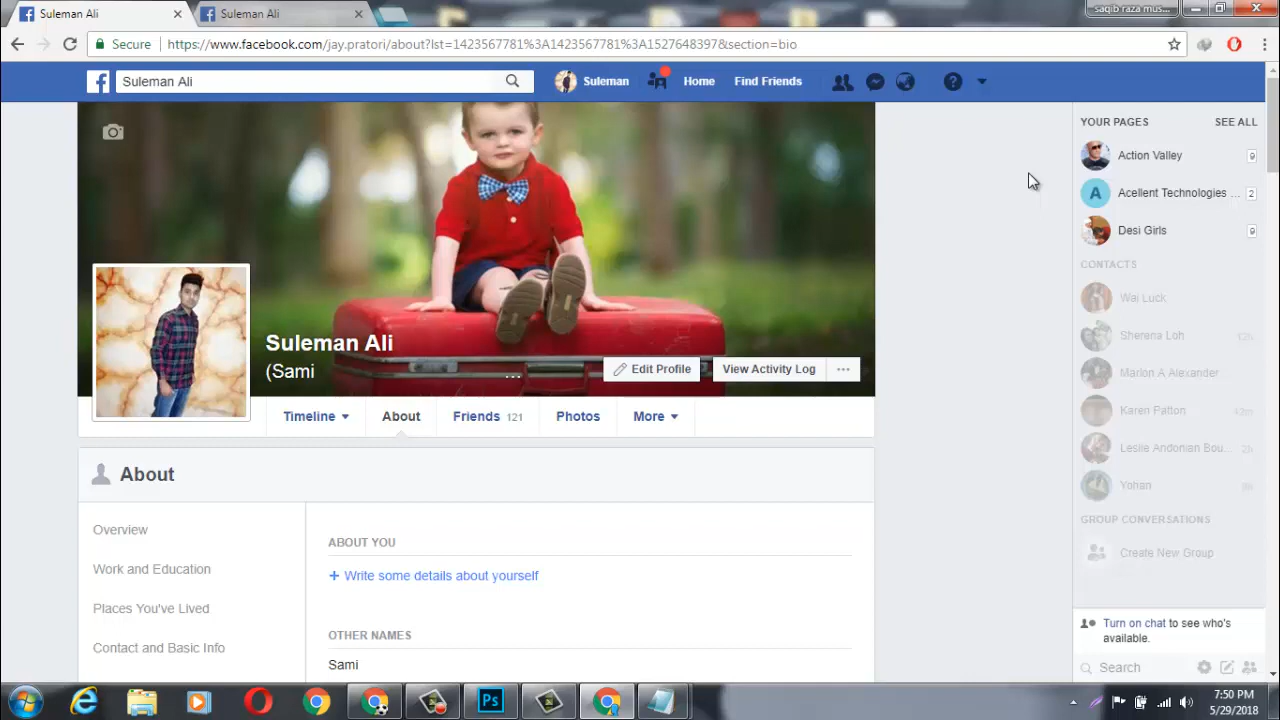 Suleman Ali
Suleman Ali
saqib raza mus...
Secure
https://www.facebook.com/jay.pratori/about?lst=1423567781%3A1423567781%3A1527648397&section=bio
Suleman Ali
Suleman
Home
Find Friends
YOUR PAGES
SEE ALL
Action Valley
9
A
Acellent Technologies ...
2
Desi Girls
9
CONTACTS
Wai Luck
Sherena Loh
12h
Marlon A Alexander
Karen Patton
12m
Leslie Andonian Bou...
2h
Yohan
GROUP CONVERSATIONS
Create New Group
Turn on chat to see who's
available.
Search
Suleman Ali
(Sami
...
Edit Profile
View Activity Log
...
Timeline
About
Friends 121
Photos
More
About
Overview
Work and Education
Places You've Lived
Contact and Basic Info
ABOUT YOU
+ Write some details about yourself
OTHER NAMES
Sami
Ps
7:50 PM
5/29/2018